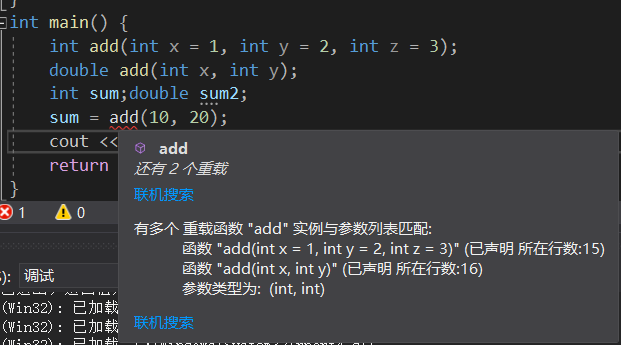 int main() {
int add(int x = 1, int y = 2, int z = 3);
double add(int x, int y);
int sum;double sum2;
sum = add(10, 20);
cout <<
return
}
add
还有 2 个重载
联机搜索
1 0
有多个 重载函数 "add" 实例与参数列表匹配:
函数 "add(int x = 1, int y = 2, int z = 3)" (已声明 所在行数:15)
函数 "add(int x, int y)" (已声明 所在行数:16)
参数类型为: (int, int)
联机搜索
调试
(Win32): 已加载
(Win32): 已加载
(Win32): 已加载